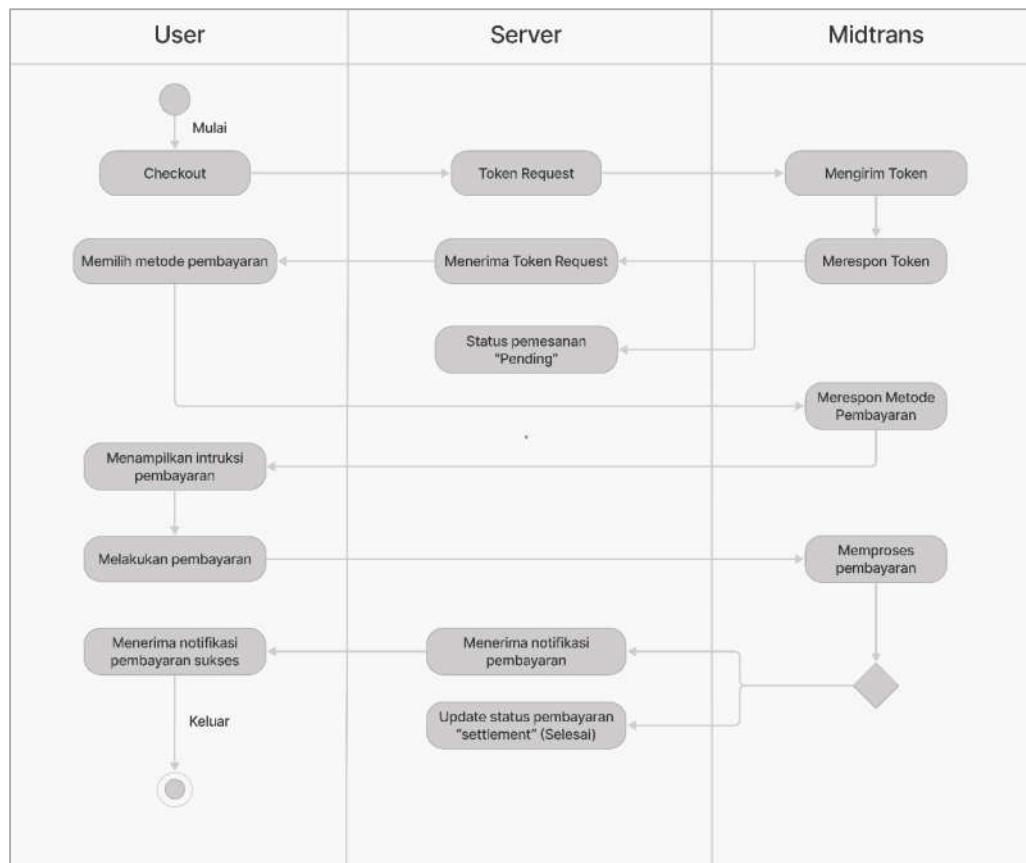 User
Server
Midtrans
Mulai
Checkout
Token Request
Mengirim Token
Memilih metode pembayaran
Menerima Token Request
Merespon Token
Status pemesanan
"Pending"
Merespon Metode
Pembayaran
Menampilkan intruksi
pembayaran
Melakukan pembayaran
Memproses
pembayaran
Menerima notifikasi
pembayaran sukses
Menerima notifikasi
pembayaran
Update status pembayaran
"settlement" (Selesai)
Keluar